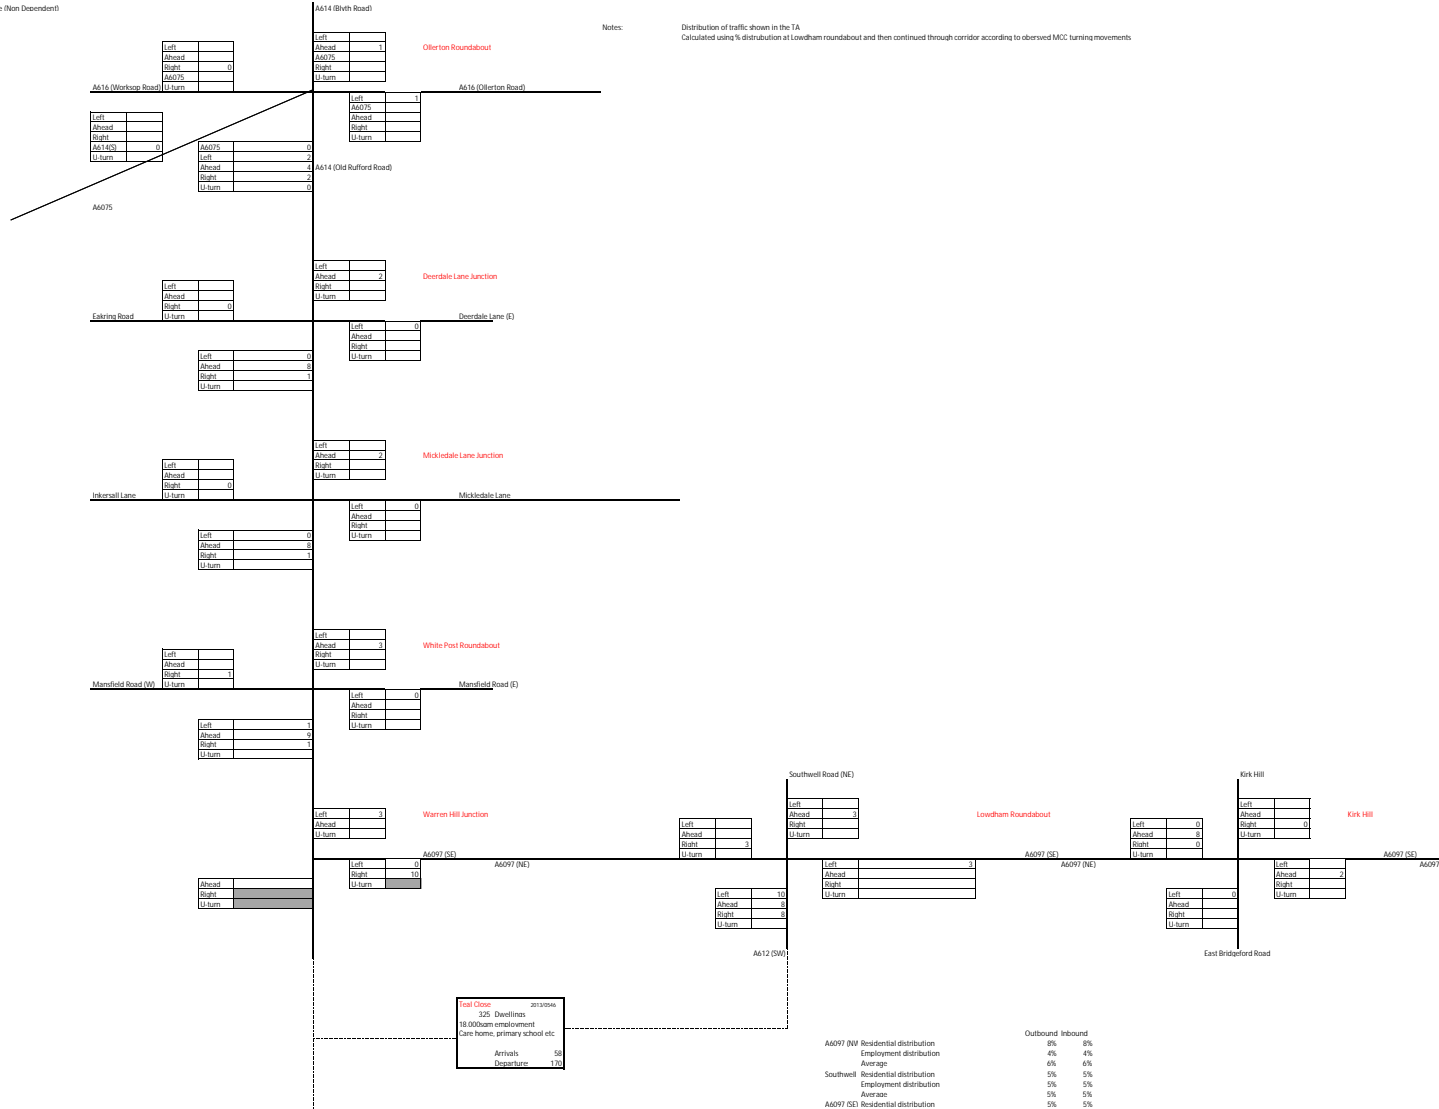 e (Non Dependent)
A614 (Blyth Road)
Notes: Distribution of traffic shown in the TA
Calculated using % distrubution at Lowdham roundabout and then continued through corridor according to obersved MCC turning movements
Left
Ahead 1
A6075
Right
U-turn
Ollerton Roundabout
Left
Ahead
Right 0
A6075
U-turn
A616 (Worksop Road)
A616 (Ollerton Road)
Left 1
A6075
Ahead
Right
U-turn
Left
Ahead
Right
A614(S) 0
U-turn
A6075 0
Left 2
Ahead 4
Right 2
U-turn 0
A614 (Old Rufford Road)
A6075
Left
Ahead 2
Right
U-turn
Deerdale Lane Junction
Left
Ahead
Right 0
U-turn
Eakring Road
Deerdale Lane (E)
Left 0
Ahead
Right
U-turn
Left 0
Ahead 8
Right 1
U-turn
Left
Ahead 2
Right
U-turn
Mickledale Lane Junction
Left
Ahead
Right 0
U-turn
Inkersall Lane
Mickledale Lane
Left 0
Ahead
Right
U-turn
Left 0
Ahead 8
Right 1
U-turn
Left
Ahead 3
Right
U-turn
White Post Roundabout
Left
Ahead
Right 1
U-turn
Mansfield Road (W)
Mansfield Road (E)
Left 0
Ahead
Right
U-turn
Left 1
Ahead 9
Right 1
U-turn
Southwell Road (NE)
Kirk Hill
Left 3
Ahead
U-turn
Warren Hill Junction
Left
Ahead
Right 3
U-turn
Left
Ahead 3
Right
U-turn
Lowdham Roundabout
Left 0
Ahead 8
Right 0
U-turn
Left
Ahead
Right 0
U-turn
Kirk Hill
A6097 (SE)
A6097 (NE)
A6097 (SE)
A6097 (NE)
A6097 (SE)
A6097
Left 0
Right 10
U-turn
Ahead
Right
U-turn
Left 3
Ahead
Right
U-turn
Left 10
Ahead 8
Right 8
U-turn
Left
Ahead 2
Right
U-turn
Left 0
Ahead
Right
U-turn
A612 (SW)
East Bridgeford Road
Teal Close 2013/0546
325 Dwellings
18,000sqm employment
Care home, primary school etc
Arrivals 58
Departure 170
Outbound Inbound
A6097 (NW Residential distribution 8% 8%
Employment distribution 4% 4%
Average 6% 6%
Southwell Residential distribution 5% 5%
Employment distribution 5% 5%
Average 5% 5%
A6097 (SE) Residential distribution 5% 5%